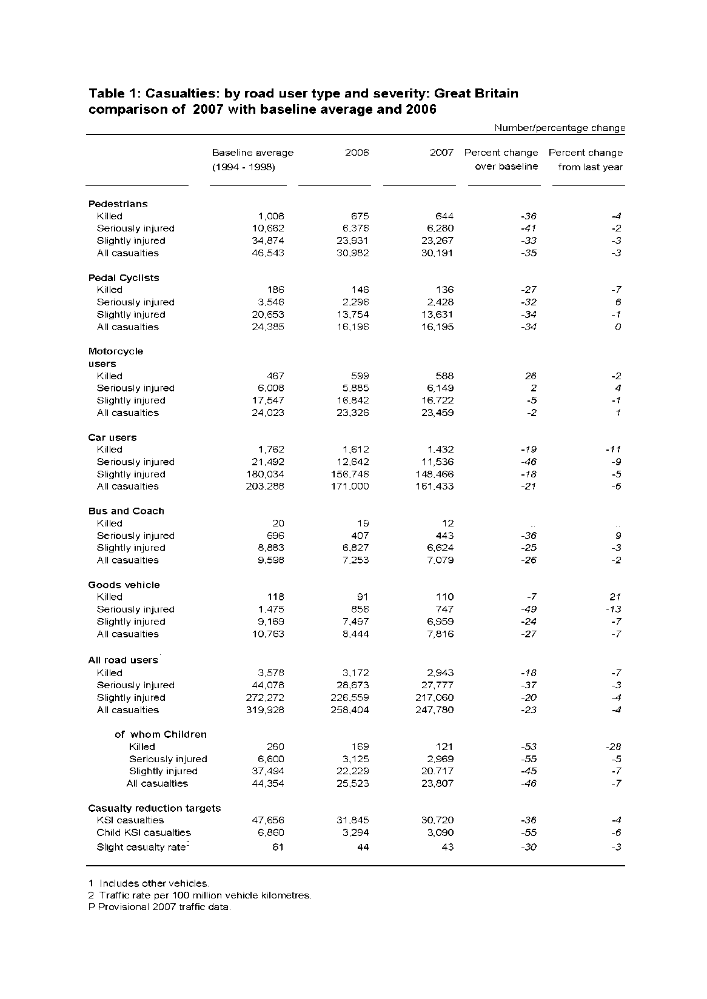 Table 1: Casualties: by road user type and severity: Great Britain
comparison of 2007 with baseline average and 2006
Number/percentage change
Baseline average 2006 2007 Percent change Percent change
(1994 - 1998) over baseline from last year
Pedestrians
Killed 1,008 675 644 -36 -4
Seriously injured 10,662 6,376 6,280 -41 -2
Slightly injured 34,874 23,931 23,267 -33 -3
All casualties 46,543 30,982 30,191 -35 -3
Pedal Cyclists
Killed 186 146 136 -27 -7
Seriously injured 3,546 2,296 2,428 -32 6
Slightly injured 20,653 13,754 13,631 -34 -1
All casualties 24,385 16,196 16,195 -34 0
Motorcycle
users
Killed 467 599 588 26 -2
Seriously injured 6,008 5,885 6,149 2 4
Slightly injured 17,547 16,842 16,722 -5 -1
All casualties 24,023 23,326 23,459 -2 1
Car users
Killed 1,762 1,612 1,432 -19 -11
Seriously injured 21,492 12,642 11,536 -46 -9
Slightly injured 180,034 156,746 148,466 -18 -5
All casualties 203,288 171,000 161,433 -21 -6
Bus and Coach
Killed 20 19 12 .. ..
Seriously injured 696 407 443 -36 9
Slightly injured 8,883 6,827 6,624 -25 -3
All casualties 9,598 7,253 7,079 -26 -2
Goods vehicle
Killed 118 91 110 -7 21
Seriously injured 1,475 856 747 -49 -13
Slightly injured 9,169 7,497 6,959 -24 -7
All casualties 10,763 8,444 7,816 -27 -7
All road users
Killed 3,578 3,172 2,943 -18 -7
Seriously injured 44,078 28,673 27,777 -37 -3
Slightly injured 272,272 226,559 217,060 -20 -4
All casualties 319,928 258,404 247,780 -23 -4
of whom Children
Killed 260 169 121 -53 -28
Seriously injured 6,600 3,125 2,969 -55 -5
Slightly injured 37,494 22,229 20,717 -45 -7
All casualties 44,354 25,523 23,807 -46 -7
Casualty reduction targets
KSI casualties 47,656 31,845 30,720 -36 -4
Child KSI casualties 6,860 3,294 3,090 -55 -6
Slight casualty rate2 61 44 43 -30 -3
1 Includes other vehicles.
2 Traffic rate per 100 million vehicle kilometres.
P Provisional 2007 traffic data.